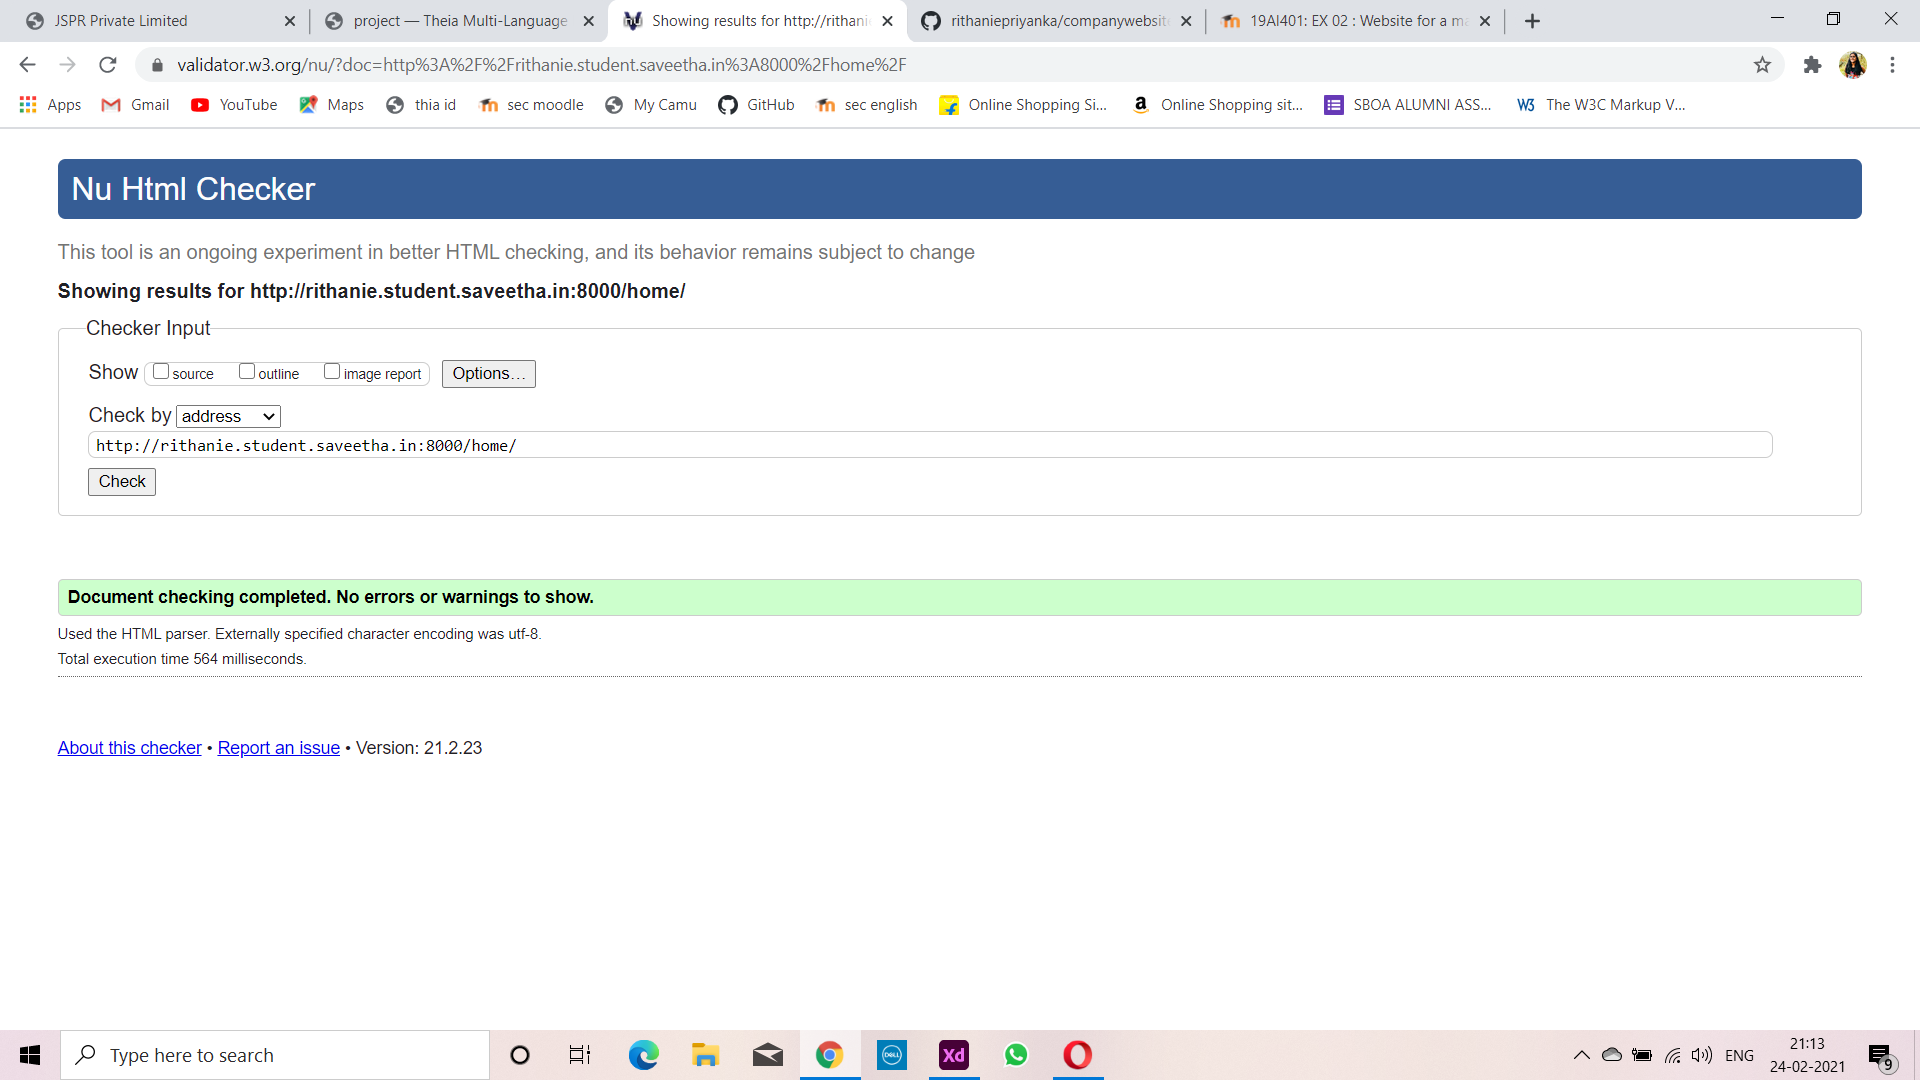 JSPR Private Limited
project — Theia Multi-Language
Showing results for http://rithanie
rithaniepriyanka/companywebsite
19AI401: EX 02 : Website for a ma
validator.w3.org/nu/?doc=http%3A%2F%2Frithanie.student.saveetha.in%3A8000%2Fhome%2F
Apps Gmail YouTube Maps thia id sec moodle My Camu GitHub sec english Online Shopping Si... Online Shopping sit... SBOA ALUMNI ASS... The W3C Markup V...
Nu Html Checker
This tool is an ongoing experiment in better HTML checking, and its behavior remains subject to change
Showing results for http://rithanie.student.saveetha.in:8000/home/
Checker Input
Show source outline image report Options...
Check by address
http://rithanie.student.saveetha.in:8000/home/
Check
Document checking completed. No errors or warnings to show.
Used the HTML parser. Externally specified character encoding was utf-8.
Total execution time 564 milliseconds.
About this checker • Report an issue • Version: 21.2.23
Type here to search
DELL
Xd
ENG
21:13
24-02-2021
9